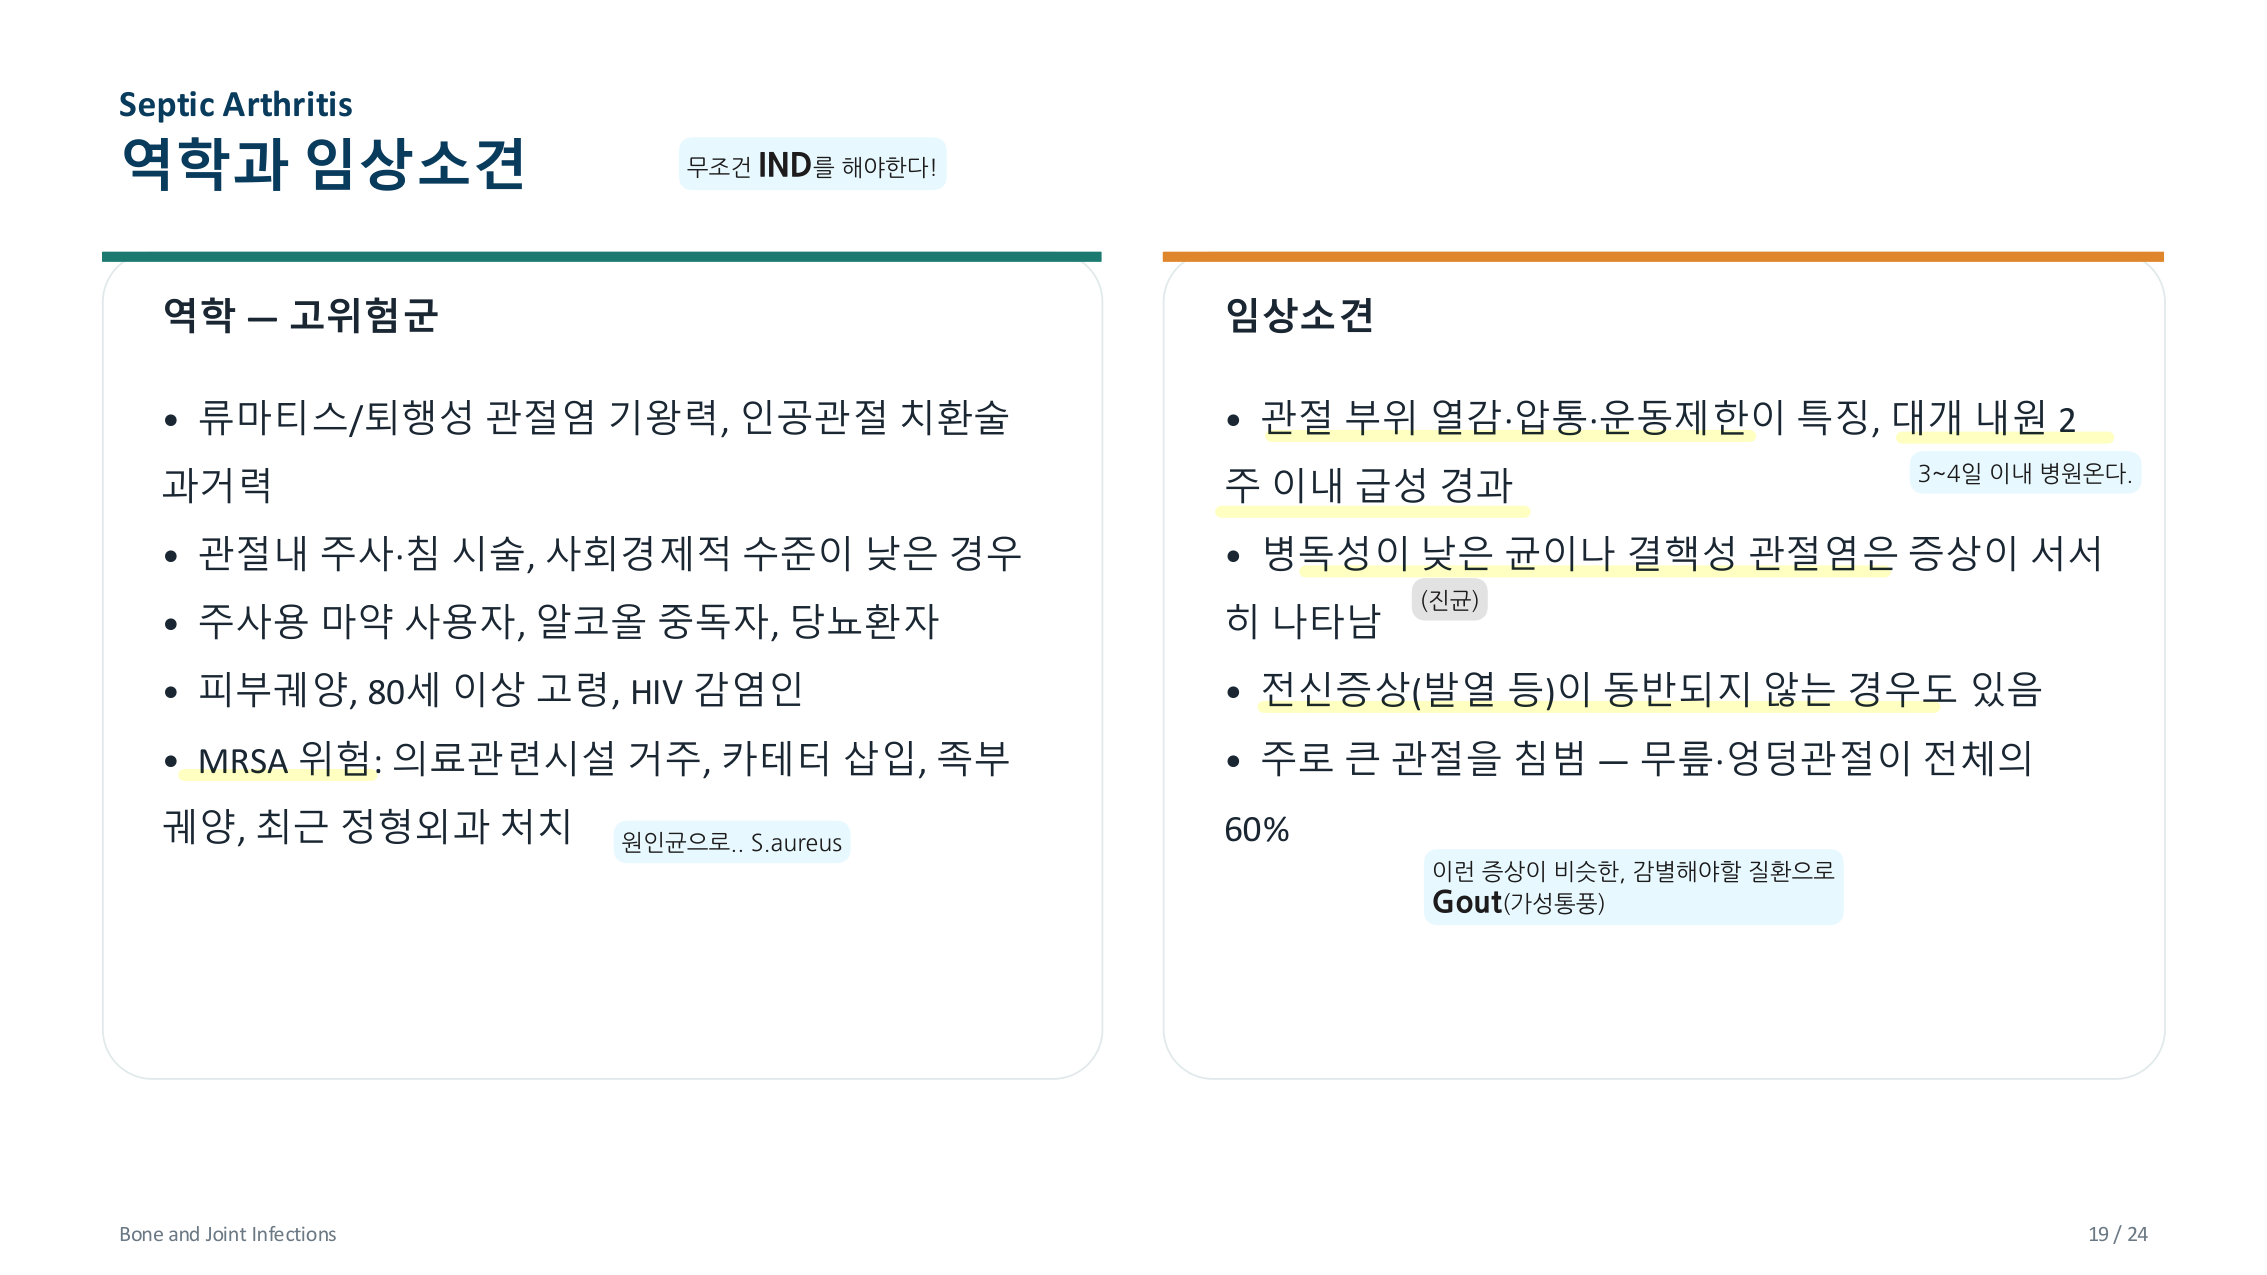 Septic Arthritis
역학과 임상소견
무조건 IND를 해야한다!
역학 — 고위험군
• 류마티스/퇴행성 관절염 기왕력, 인공관절 치환술
과거력
• 관절내 주사·침 시술, 사회경제적 수준이 낮은 경우
• 주사용 마약 사용자, 알코올 중독자, 당뇨환자
• 피부궤양, 80세 이상 고령, HIV 감염인
• MRSA 위험: 의료관련시설 거주, 카테터 삽입, 족부
궤양, 최근 정형외과 처치
원인균으로.. S.aureus
임상소견
• 관절 부위 열감·압통·운동제한이 특징, 대개 내원 2
주 이내 급성 경과
3~4일 이내 병원온다.
• 병독성이 낮은 균이나 결핵성 관절염은 증상이 서서
(진균)
히 나타남
• 전신증상(발열 등)이 동반되지 않는 경우도 있음
• 주로 큰 관절을 침범 — 무릎·엉덩관절이 전체의
60%
이런 증상이 비슷한, 감별해야할 질환으로
Gout(가성통풍)
Bone and Joint Infections
19 / 24